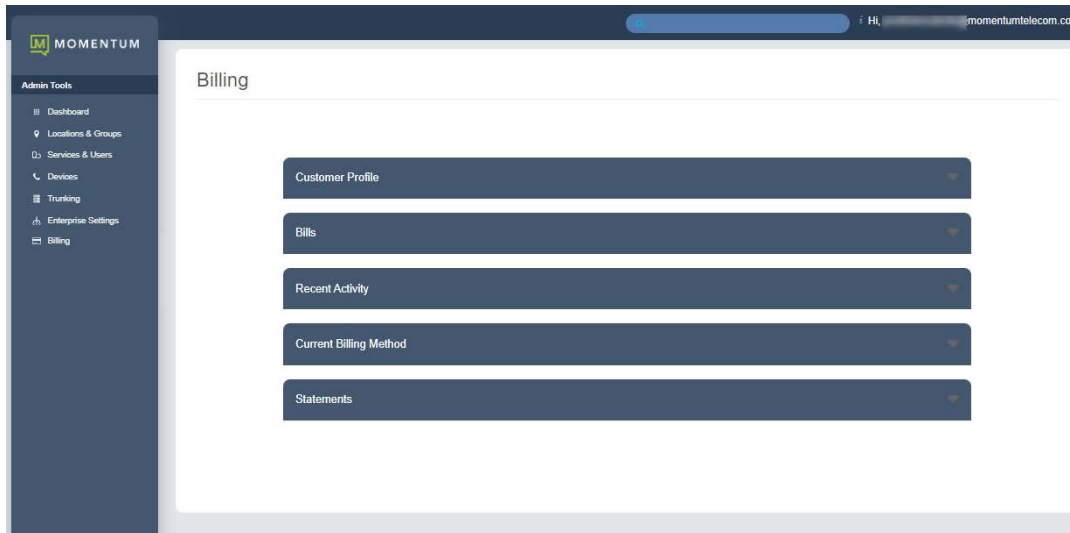 Hi, momentumtelecom.co
M MOMENTUM
Admin Tools
Dashboard
Locations & Groups
Services & Users
Devices
Trunking
Enterprise Settings
Billing
Billing
Customer Profile
Bills
Recent Activity
Current Billing Method
Statements